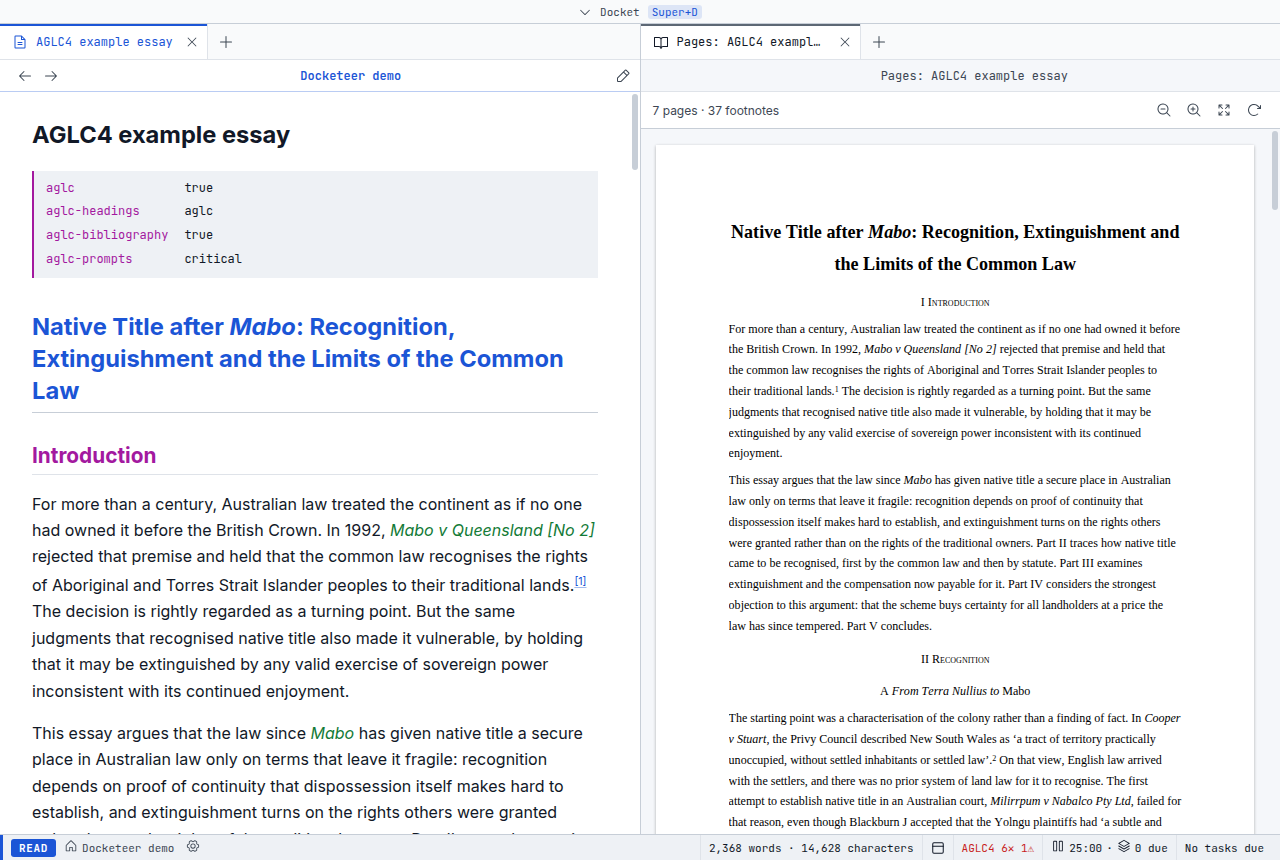 Docket Super+D
AGLC4 example essay
Pages: AGLC4 exampl…
Docketeer demo
Pages: AGLC4 example essay
7 pages · 37 footnotes
AGLC4 example essay
aglc true
aglc-headings aglc
aglc-bibliography true
aglc-prompts critical
Native Title after Mabo: Recognition,
Extinguishment and the Limits of the Common
Law
Introduction
For more than a century, Australian law treated the continent as if no one
had owned it before the British Crown. In 1992, Mabo v Queensland [No 2]
rejected that premise and held that the common law recognises the rights
of Aboriginal and Torres Strait Islander peoples to their traditional lands.[1]
The decision is rightly regarded as a turning point. But the same
judgments that recognised native title also made it vulnerable, by holding
that it may be extinguished by any valid exercise of sovereign power
inconsistent with its continued enjoyment.
This essay argues that the law since Mabo has given native title a secure
place in Australian law only on terms that leave it fragile: recognition
depends on proof of continuity that dispossession itself makes hard to
establish, and extinguishment turns on the rights others were granted
Native Title after Mabo: Recognition, Extinguishment and
the Limits of the Common Law
I Introduction
For more than a century, Australian law treated the continent as if no one had owned it before
the British Crown. In 1992, Mabo v Queensland [No 2] rejected that premise and held that
the common law recognises the rights of Aboriginal and Torres Strait Islander peoples to
their traditional lands.1 The decision is rightly regarded as a turning point. But the same
judgments that recognised native title also made it vulnerable, by holding that it may be
extinguished by any valid exercise of sovereign power inconsistent with its continued
enjoyment.
This essay argues that the law since Mabo has given native title a secure place in Australian
law only on terms that leave it fragile: recognition depends on proof of continuity that
dispossession itself makes hard to establish, and extinguishment turns on the rights others
were granted rather than on the rights of the traditional owners. Part II traces how native title
came to be recognised, first by the common law and then by statute. Part III examines
extinguishment and the compensation now payable for it. Part IV considers the strongest
objection to this argument: that the scheme buys certainty for all landholders at a price the
law has since tempered. Part V concludes.
II Recognition
A From Terra Nullius to Mabo
The starting point was a characterisation of the colony rather than a finding of fact. In Cooper
v Stuart, the Privy Council described New South Wales as ‘a tract of territory practically
unoccupied, without settled inhabitants or settled law’.2 On that view, English law arrived
with the settlers, and there was no prior system of land law for it to recognise. The first
attempt to establish native title in an Australian court, Milirrpum v Nabalco Pty Ltd, failed for
that reason, even though Blackburn J accepted that the Yolngu plaintiffs had ‘a subtle and
READ Docketeer demo
2,368 words · 14,628 characters
AGLC4 6× 1⚠
25:00 · 0 due
No tasks due